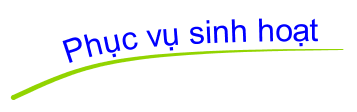 Phục vụ sinh hoạt